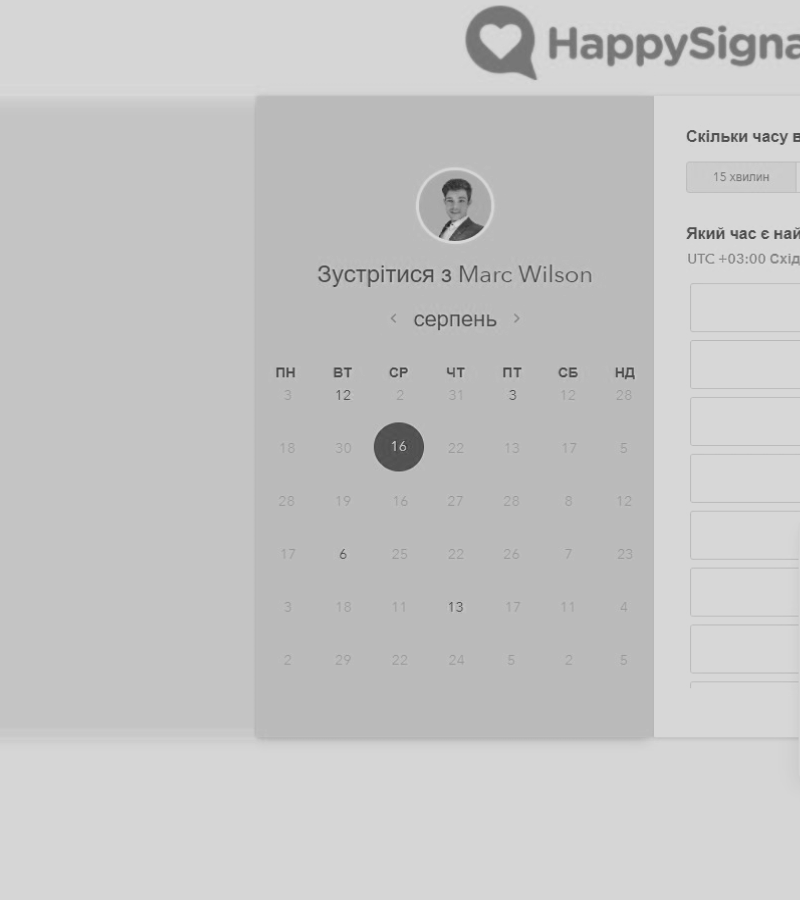 HappySigna
Зустрітися з Marc Wilson
‹ серпень ›
ПН ВТ СР ЧТ ПТ СБ НД
3 12 2 31 3 12 28
18 30 16 22 13 17 5
28 19 16 27 28 8 12
17 6 25 22 26 7 23
3 18 11 13 17 11 4
2 29 22 24 5 2 5
Скільки часу в
15 хвилин
Який час є най
UTC +03:00 Схід